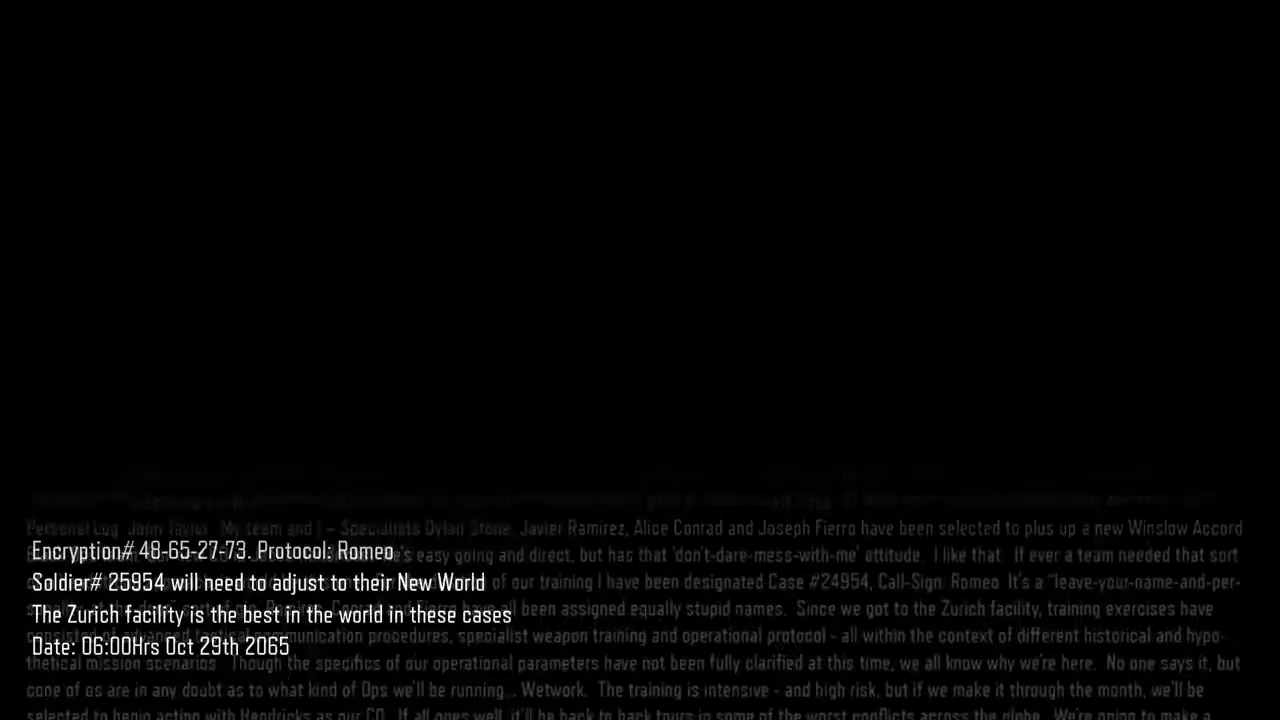 Personal Log. John Taylor. My team and I - Specialists Dylan Stone, Javier Ramirez, Alice Conrad and Joseph Fierro have been selected to plus up a new Winslow Accord
Encryption# 48-65-27-73. Protocol: Romeo
easy going and direct, but has that 'don't-dare-mess-with-me' attitude. I like that. If ever a team needed that sort
Soldier# 25954 will need to adjust to their New World
of our training I have been designated Case #24954, Call-Sign: Romeo. It's a "leave-your-name-and-per-
The Zurich facility is the best in the world in these cases
all been assigned equally stupid names. Since we got to the Zurich facility, training exercises have
communication procedures, specialist weapon training and operational protocol - all within the context of different historical and hypo-
Date: 06:00Hrs Oct 29th 2065
thetical mission scenarios. Though the specifics of our operational parameters have not been fully clarified at this time, we all know why we're here. No one says it, but
none of us are in any doubt as to what kind of Ops we'll be running... Wetwork. The training is intensive - and high risk, but if we make it through the month, we'll be
selected to begin acting with Hendricks as our CO. If all goes well, it'll be back to back tours in some of the worst conflicts across the globe. We're going to make a